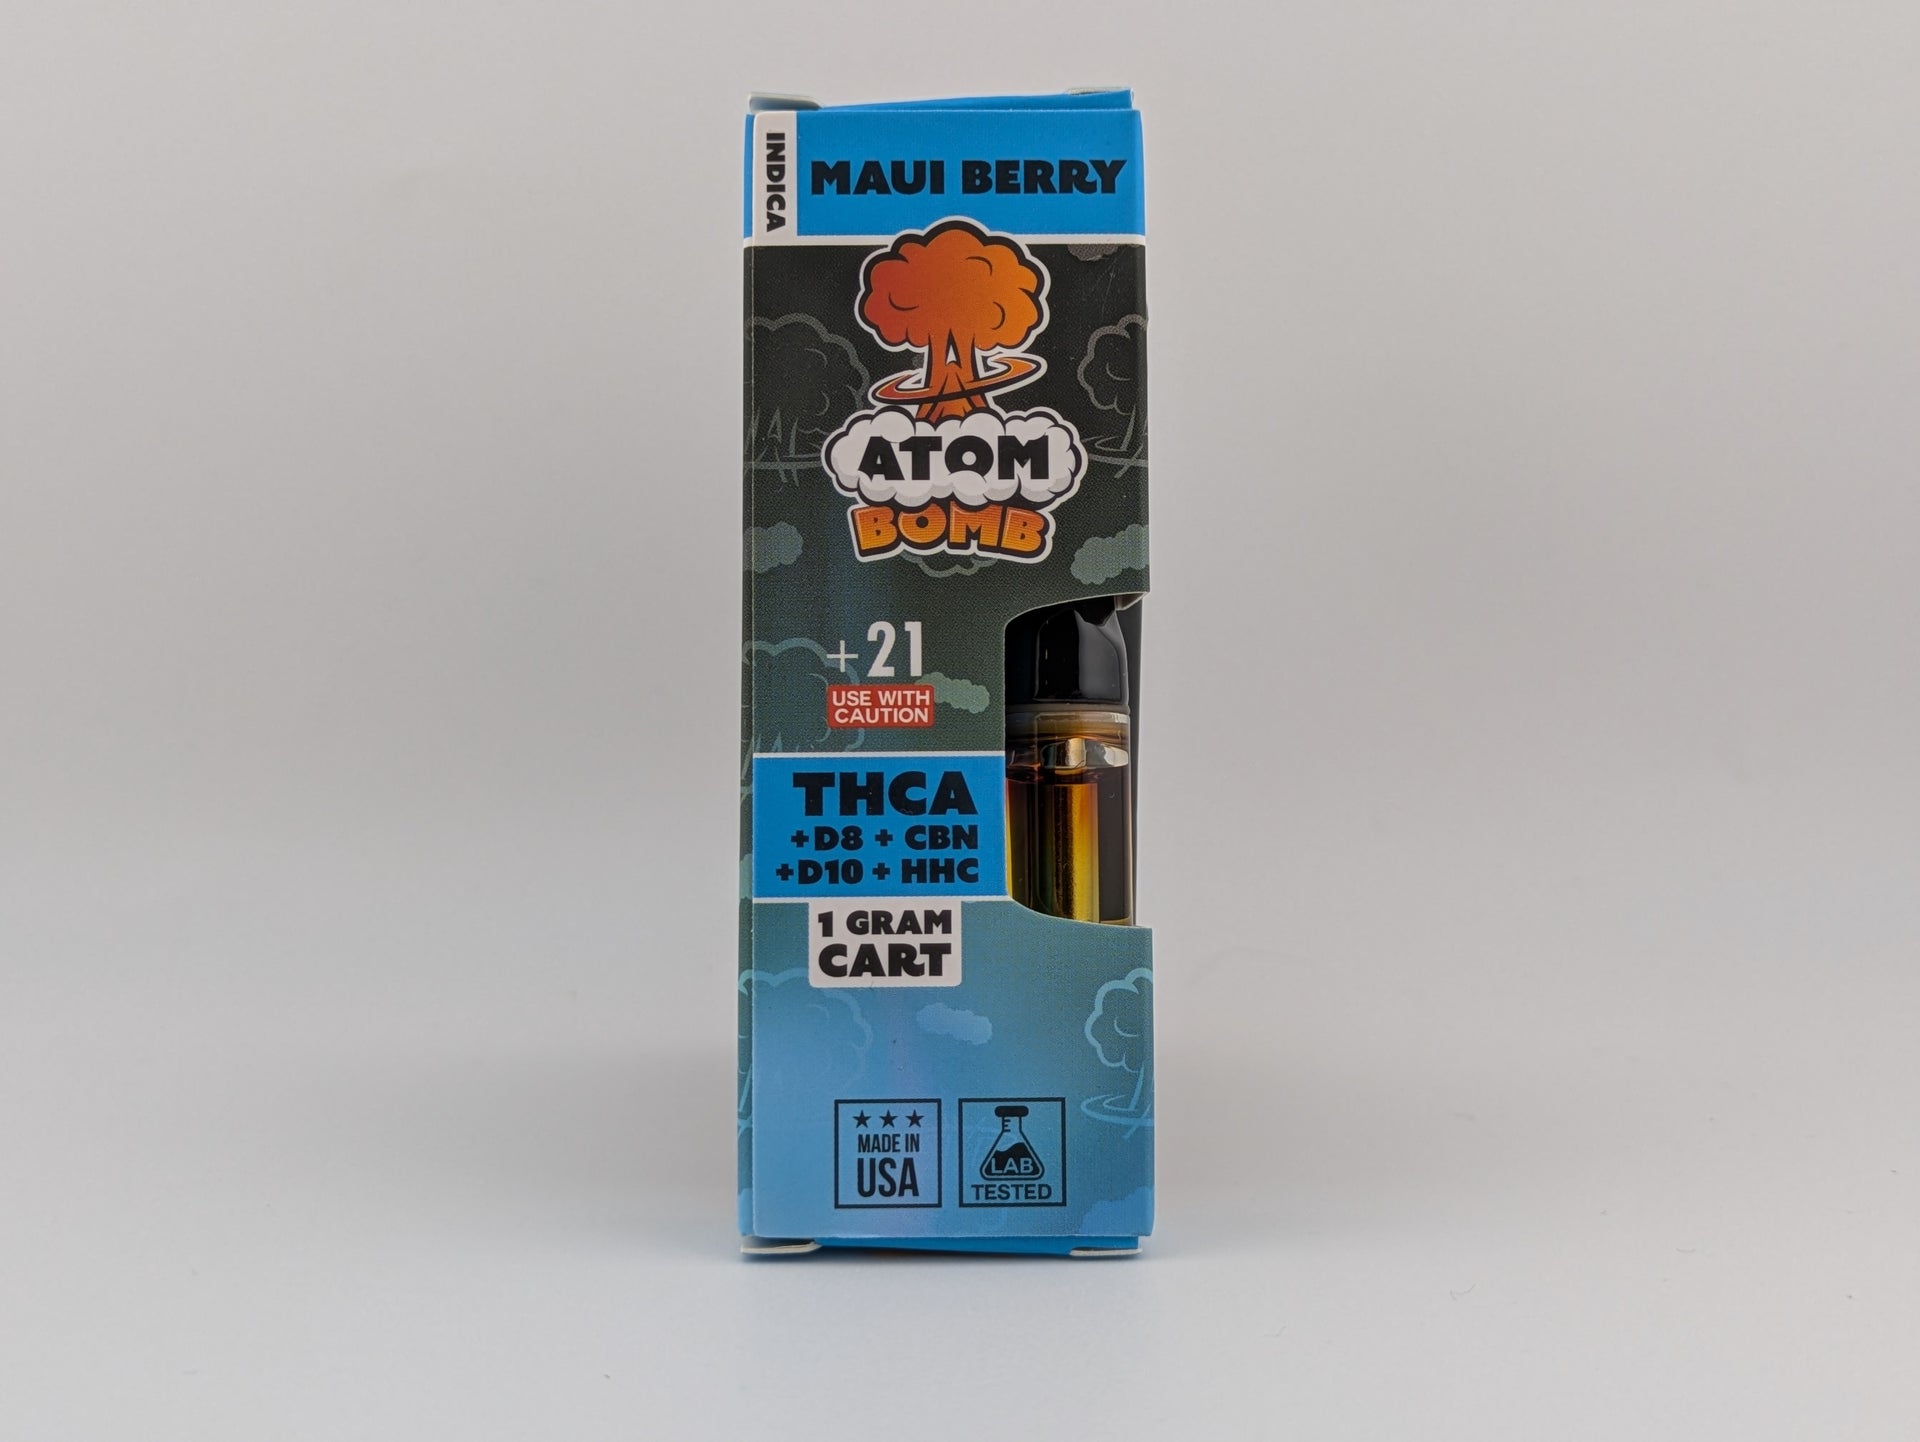 INDICA
MAUI BERRY
ATOM
BOMB
+21
USE WITH
CAUTION
THCA
+D8 + CBN
+D10 + HHC
1 GRAM
CART
MADE IN
USA
LAB
TESTED